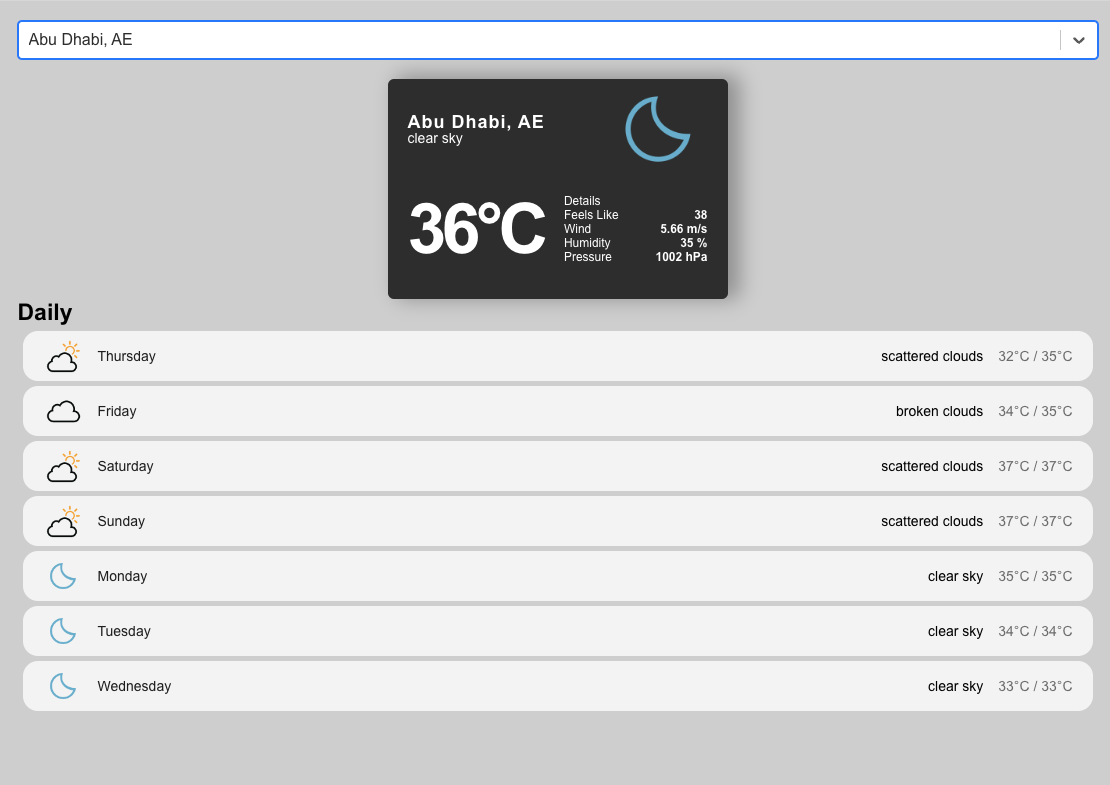 Abu Dhabi, AE
Abu Dhabi, AE
clear sky
36°C
Details
Feels Like 38
Wind 5.66 m/s
Humidity 35 %
Pressure 1002 hPa
Daily
Thursday scattered clouds 32°C / 35°C
Friday broken clouds 34°C / 35°C
Saturday scattered clouds 37°C / 37°C
Sunday scattered clouds 37°C / 37°C
Monday clear sky 35°C / 35°C
Tuesday clear sky 34°C / 34°C
Wednesday clear sky 33°C / 33°C